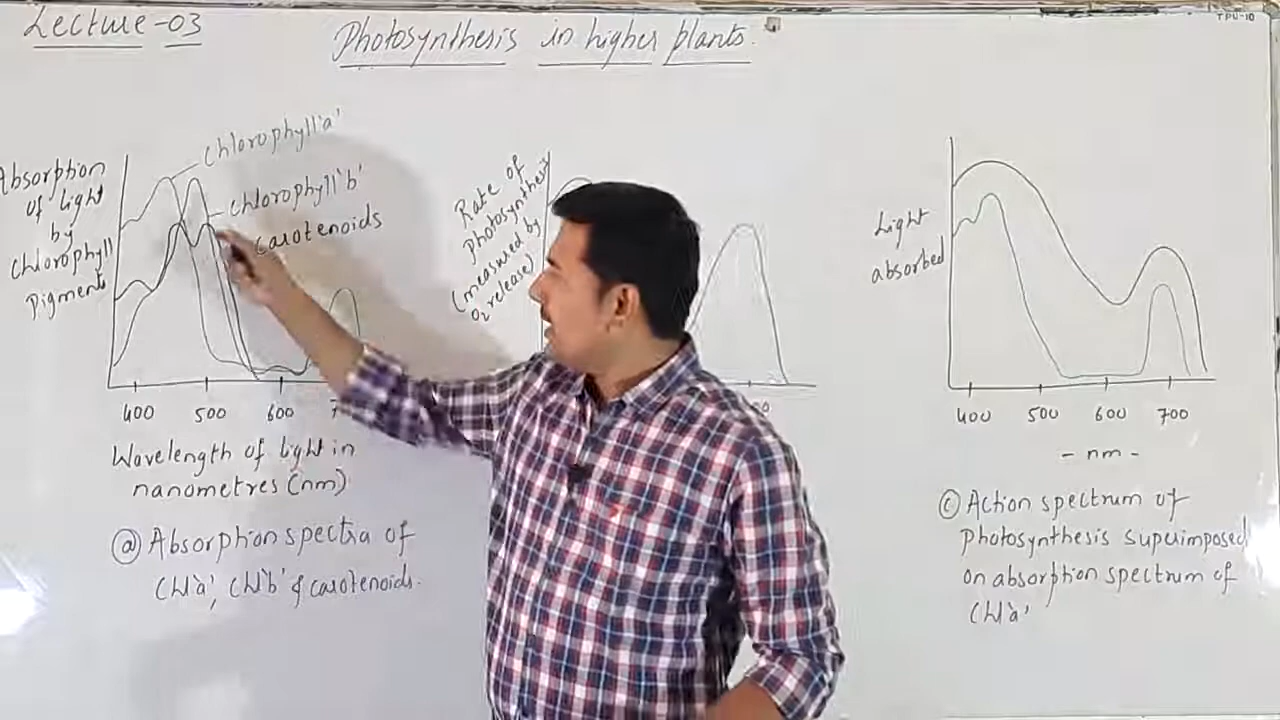 Lecture-03
Photosynthesis in higher plants.
TPU-10
Absorption
of light
by
chlorophyll
pigments
chlorophyll 'a'
chlorophyll 'b'
carotenoids
400 500 600
Wavelength of light in
nanometres (nm)
(a) Absorption spectra of
Chl 'a', Chl 'b' & carotenoids.
Rate of
photosynthesis
(measured by
O2 release)
Light
absorbed
400 500 600 700
- nm -
(c) Action spectrum of
photosynthesis superimposed
on absorption spectrum of
Chl 'a'